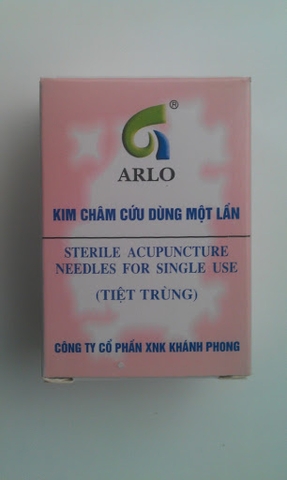 ®
ARLO
KIM CHÂM CỨU DÙNG MỘT LẦN
STERILE ACUPUNCTURE
NEEDLES FOR SINGLE USE
(TIỆT TRÙNG)
CÔNG TY CỔ PHẦN XNK KHÁNH PHONG